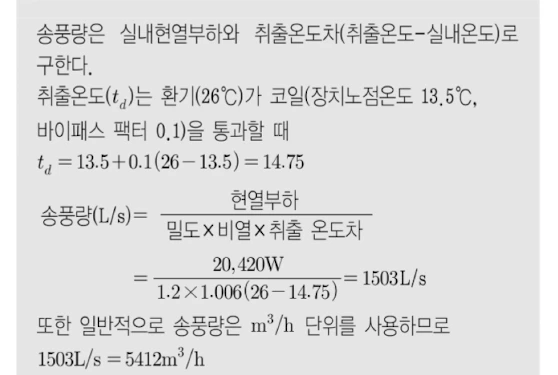 송풍량은 실내현열부하와 취출온도차(취출온도-실내온도)로
구한다.
취출온도(t_d)는 환기(26℃)가 코일(장치노점온도 13.5℃,
바이패스 팩터 0.1)을 통과할 때
t_d = 13.5+0.1(26-13.5) = 14.75
송풍량(L/s)= 현열부하 / 밀도×비열×취출 온도차
= 20,420W / 1.2×1.006(26-14.75) = 1503L/s
또한 일반적으로 송풍량은 m³/h 단위를 사용하므로
1503L/s = 5412m³/h